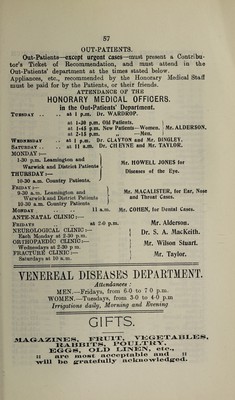 57
OUT-PATIENTS.
Out-Patients—except urgent cases—must present a Contribu-
tor's Ticket of Recommendation, and must attend in the
Out-Patients' department at the times stated below.
Appliances, etc., recommended by the Honorary Medical Staff
must be paid for by the Patients, or their friends.
ATTENDANCE OF THE
HONORARY MEDICAL OFFICERS.
in the Out-Patients' Department.
TUESDAY .. .. at 1 p.m. Dr. WARDROP.
at 1-30 p.m. Old Patients.
at 1-45 p.m. New Patients—Women. Mr. ALDERSON.
at 2-15 p.m. „ —Men.
WEDNESDAY .. at 1 p.m. Dr. CLAYTON and Mr. DINGLEY.
SATURDAY .. at 11 a.m. Dr. CHEYNE and Mr. TAYLOR.
MONDAY :—
1-30 p.m. Leamington and
Warwick and District Patients
THURSDAY :—
10-30 a.m. Country Patients.
Mr. HOWELL JONES for
Diseases of the Eye.
FRIDAY :—
9-30 a.m. Leamington and
Warwick and District Patients
10-30 a.m. Country Patients
Mr. MACALISTER, for Ear, Nose
and Throat Cases.
MONDAY 11 a.m. Mr. COHEN, for Dental Cases.
ANTE-NATAL CLINIC :—
FRIDAYS at 2-0 p.m. Mr. Alderson.
NEUROLOGICAL CLINIC :—
Each Monday at 2-30 p.m. Dr. S. A. MacKeith.
ORTHOPAEDIC CLINIC:—
Wednesdays at 2-30 p.m. Mr. Wilson Stuart.
FRACTURE CLINIC :—
Saturdays at 10 a.m. Mr. Taylor.
VENEREAL DISEASES DEPARTMENT.
Attendances :
MEN.—Fridays, from 6-0 to 7-0 p.m.
WOMEN.—Tuesdays, from 3-0 to 4-0 p.m
Irrigations daily, Morning and Evening
GIFTS.
MAGAZINES, FRUIT, VEGETABLES,
RABBITS, POULTRY,
EGGS, OLD LINEN, etc.,
are most acceptable and
will be gratefully acknowledged.